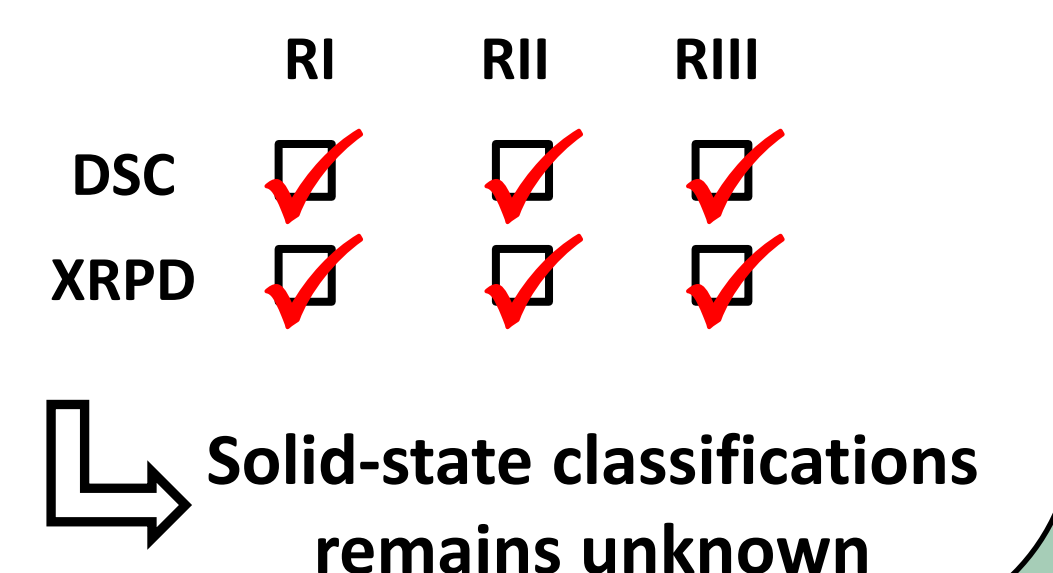 RI RII RIII
DSC
XRPD
Solid-state classifications
remains unknown